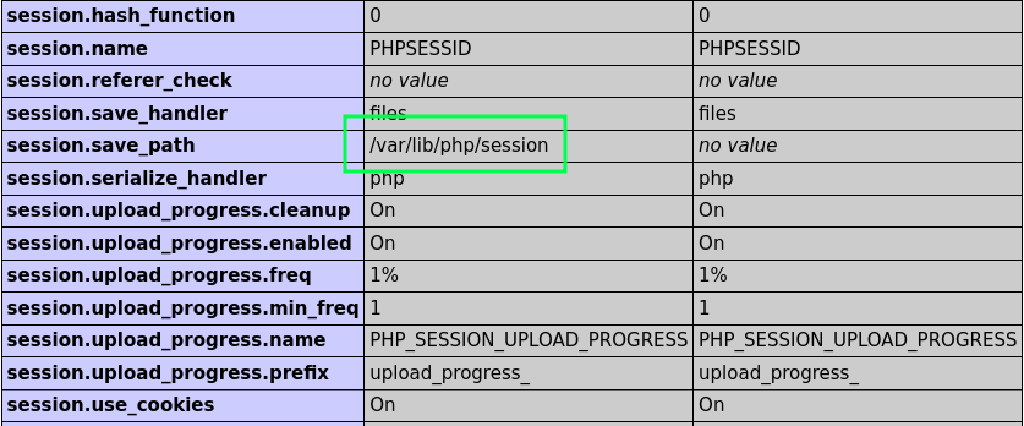 session.hash_function 0 0
session.name PHPSESSID PHPSESSID
session.referer_check no value no value
session.save_handler files files
session.save_path /var/lib/php/session no value
session.serialize_handler php php
session.upload_progress.cleanup On On
session.upload_progress.enabled On On
session.upload_progress.freq 1% 1%
session.upload_progress.min_freq 1 1
session.upload_progress.name PHP_SESSION_UPLOAD_PROGRESS PHP_SESSION_UPLOAD_PROGRESS
session.upload_progress.prefix upload_progress_ upload_progress_
session.use_cookies On On